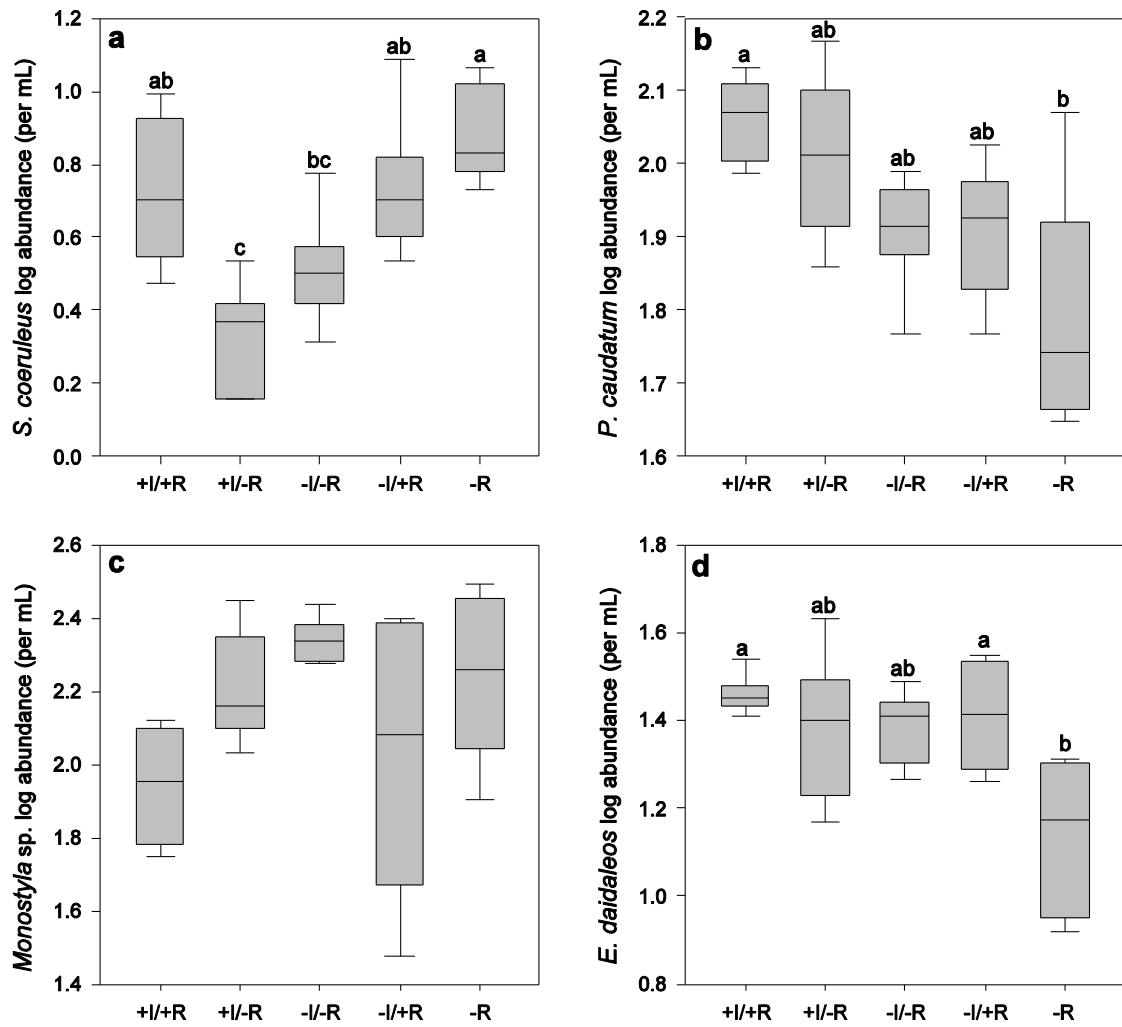 a
S. coeruleus log abundance (per mL)
1.2
1.0
0.8
0.6
0.4
0.2
0.0
ab
c
bc
ab
a
+I/+R +I/-R -I/-R -I/+R -R
b
P. caudatum log abundance (per mL)
2.2
2.1
2.0
1.9
1.8
1.7
1.6
a
ab
ab
ab
b
+I/+R +I/-R -I/-R -I/+R -R
c
Monostyla sp. log abundance (per mL)
2.6
2.4
2.2
2.0
1.8
1.6
1.4
+I/+R +I/-R -I/-R -I/+R -R
d
E. daidaleos log abundance (per mL)
1.8
1.6
1.4
1.2
1.0
0.8
a
ab
ab
a
b
+I/+R +I/-R -I/-R -I/+R -R